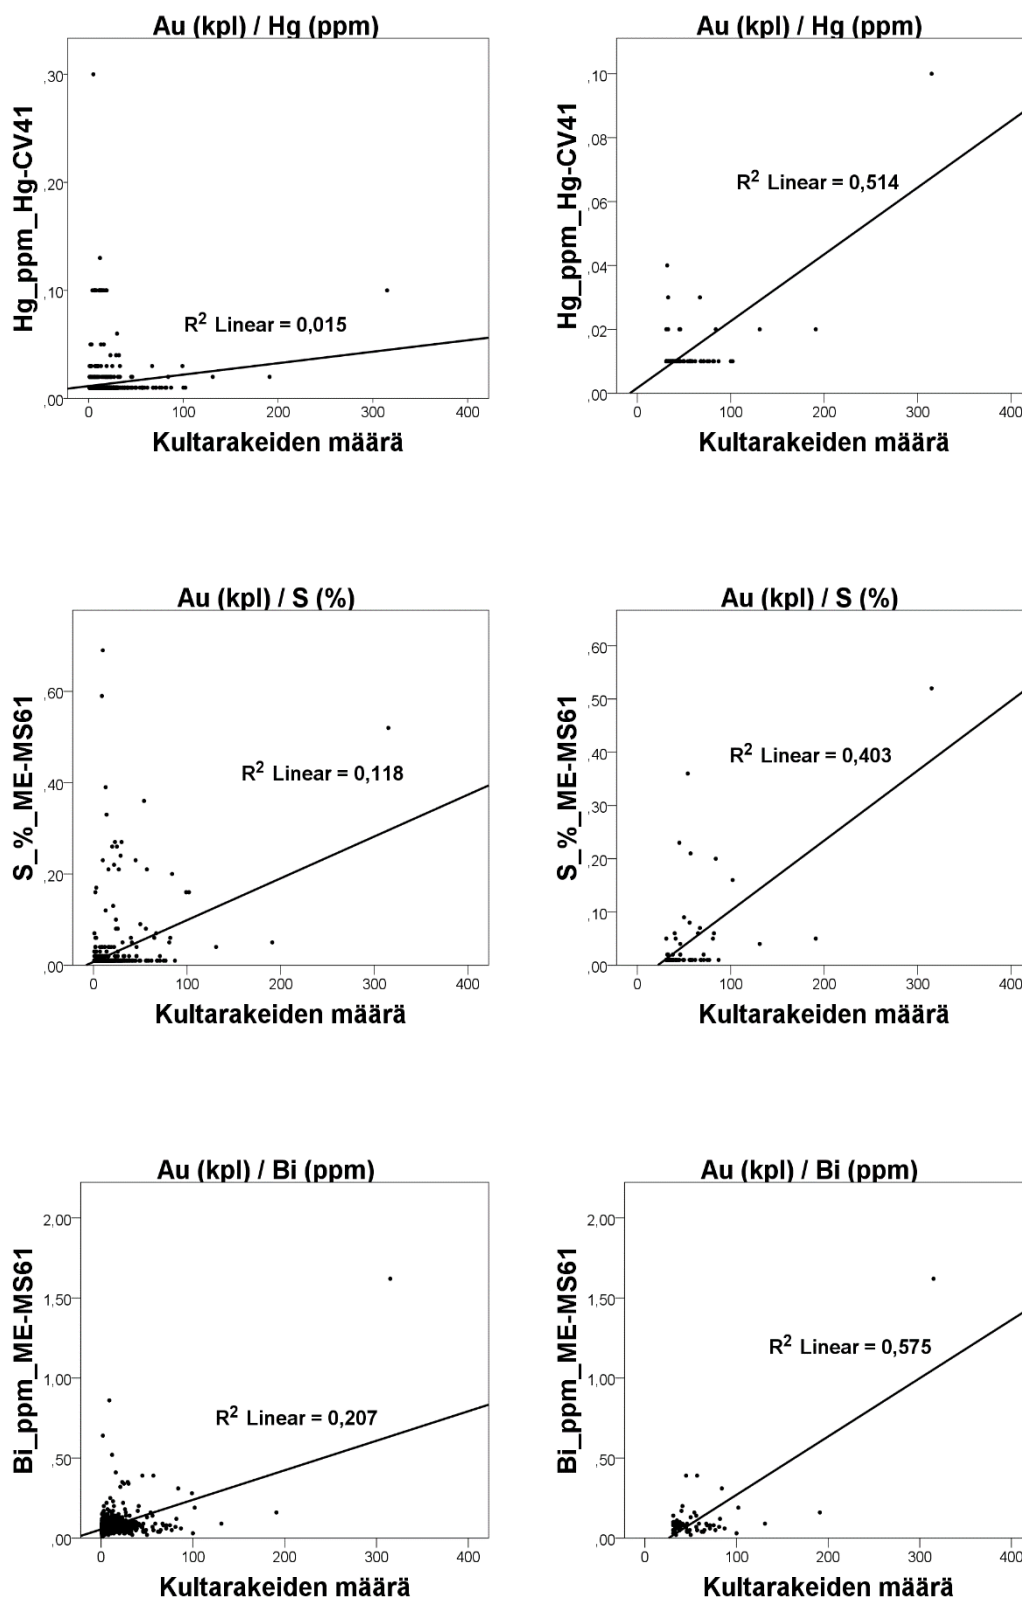 Au (kpl) / Hg (ppm)
Hg_ppm_Hg-CV41
,30
,20
,10
,00
R² Linear = 0,015
0 100 200 300 400
Kultarakeiden määrä
Au (kpl) / Hg (ppm)
Hg_ppm_Hg-CV41
,10
,08
,06
,04
,02
,00
R² Linear = 0,514
0 100 200 300 400
Kultarakeiden määrä
Au (kpl) / S (%)
S_%_ME-MS61
,60
,40
,20
,00
R² Linear = 0,118
0 100 200 300 400
Kultarakeiden määrä
Au (kpl) / S (%)
S_%_ME-MS61
,60
,50
,40
,30
,20
,10
,00
R² Linear = 0,403
0 100 200 300 400
Kultarakeiden määrä
Au (kpl) / Bi (ppm)
Bi_ppm_ME-MS61
2,00
1,50
1,00
,50
,00
R² Linear = 0,207
0 100 200 300 400
Kultarakeiden määrä
Au (kpl) / Bi (ppm)
Bi_ppm_ME-MS61
2,00
1,50
1,00
,50
,00
R² Linear = 0,575
0 100 200 300 400
Kultarakeiden määrä